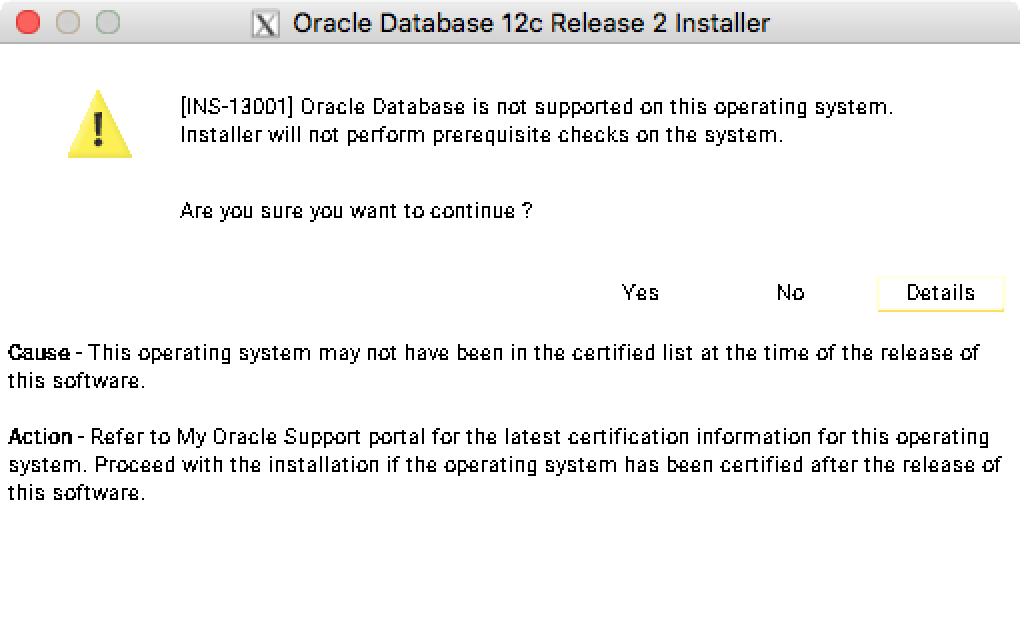 Oracle Database 12c Release 2 Installer
[INS-13001] Oracle Database is not supported on this operating system.
Installer will not perform prerequisite checks on the system.
Are you sure you want to continue ?
Yes No Details
Cause - This operating system may not have been in the certified list at the time of the release of
this software.
Action - Refer to My Oracle Support portal for the latest certification information for this operating
system. Proceed with the installation if the operating system has been certified after the release of
this software.